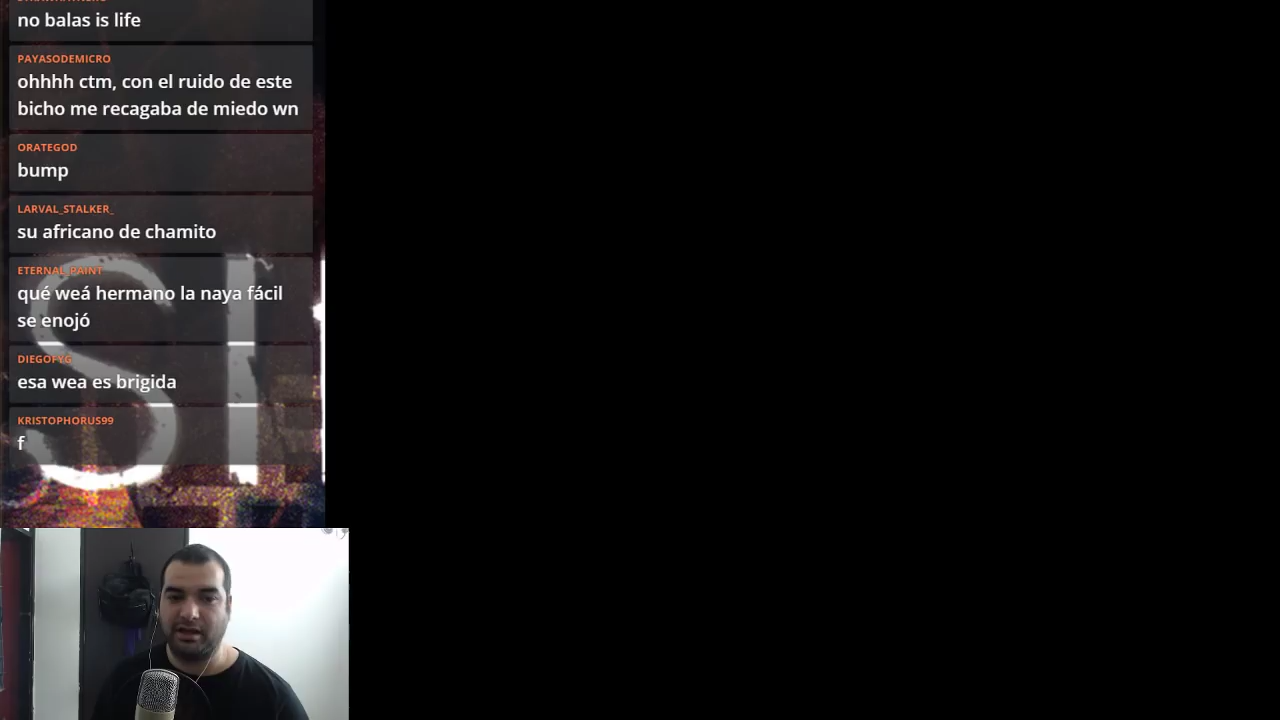 no balas is life
PAYASODEMICRO
ohhhh ctm, con el ruido de este
bicho me recagaba de miedo wn
ORATEGOD
bump
LARVAL_STALKER_
su africano de chamito
ETERNAL_PAINT
qué weá hermano la naya fácil
se enojó
DIEGOFYG
esa wea es brigida
KRISTOPHORUS99
f